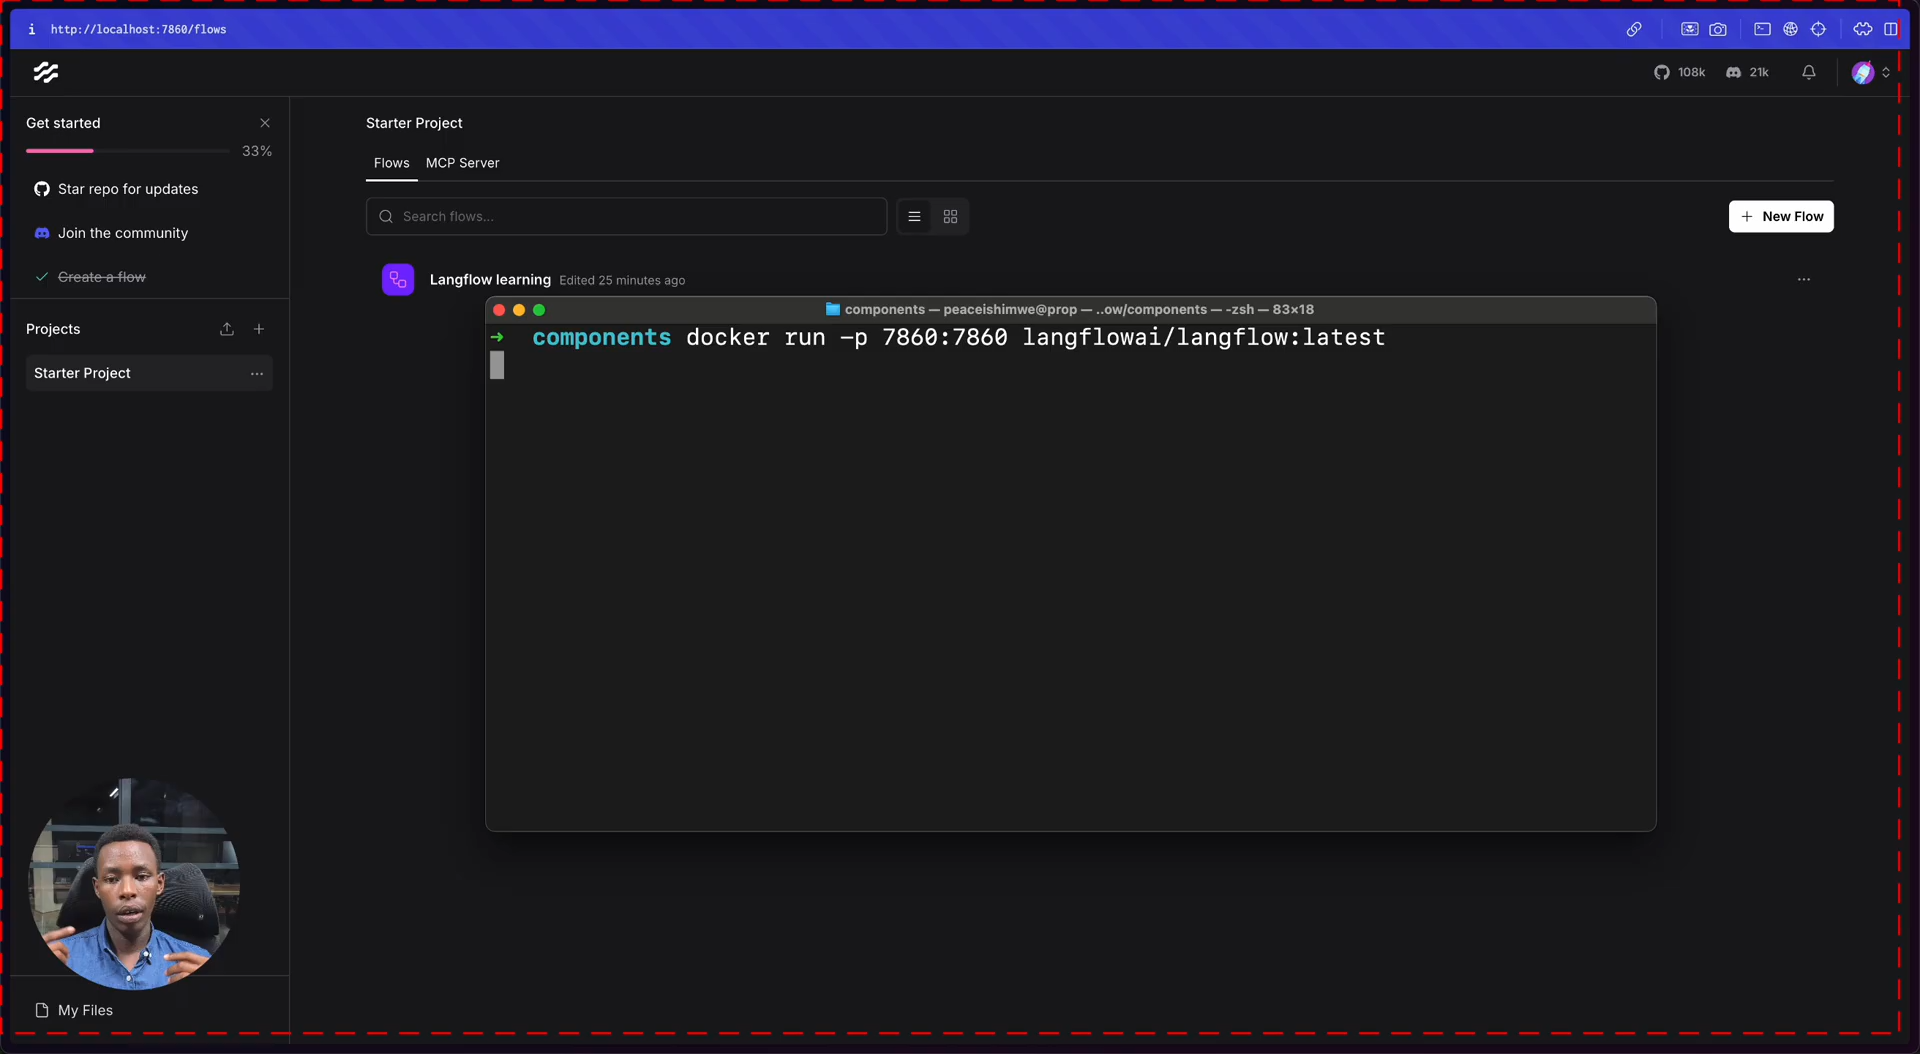 http://localhost:7860/flows
108k
21k
Get started
33%
Star repo for updates
Join the community
Create a flow
Projects
Starter Project
My Files
Starter Project
Flows
MCP Server
Search flows...
New Flow
Langflow learning Edited 25 minutes ago
components — peaceishimwe@prop — ..ow/components — -zsh — 83×18
➜ components docker run -p 7860:7860 langflowai/langflow:latest